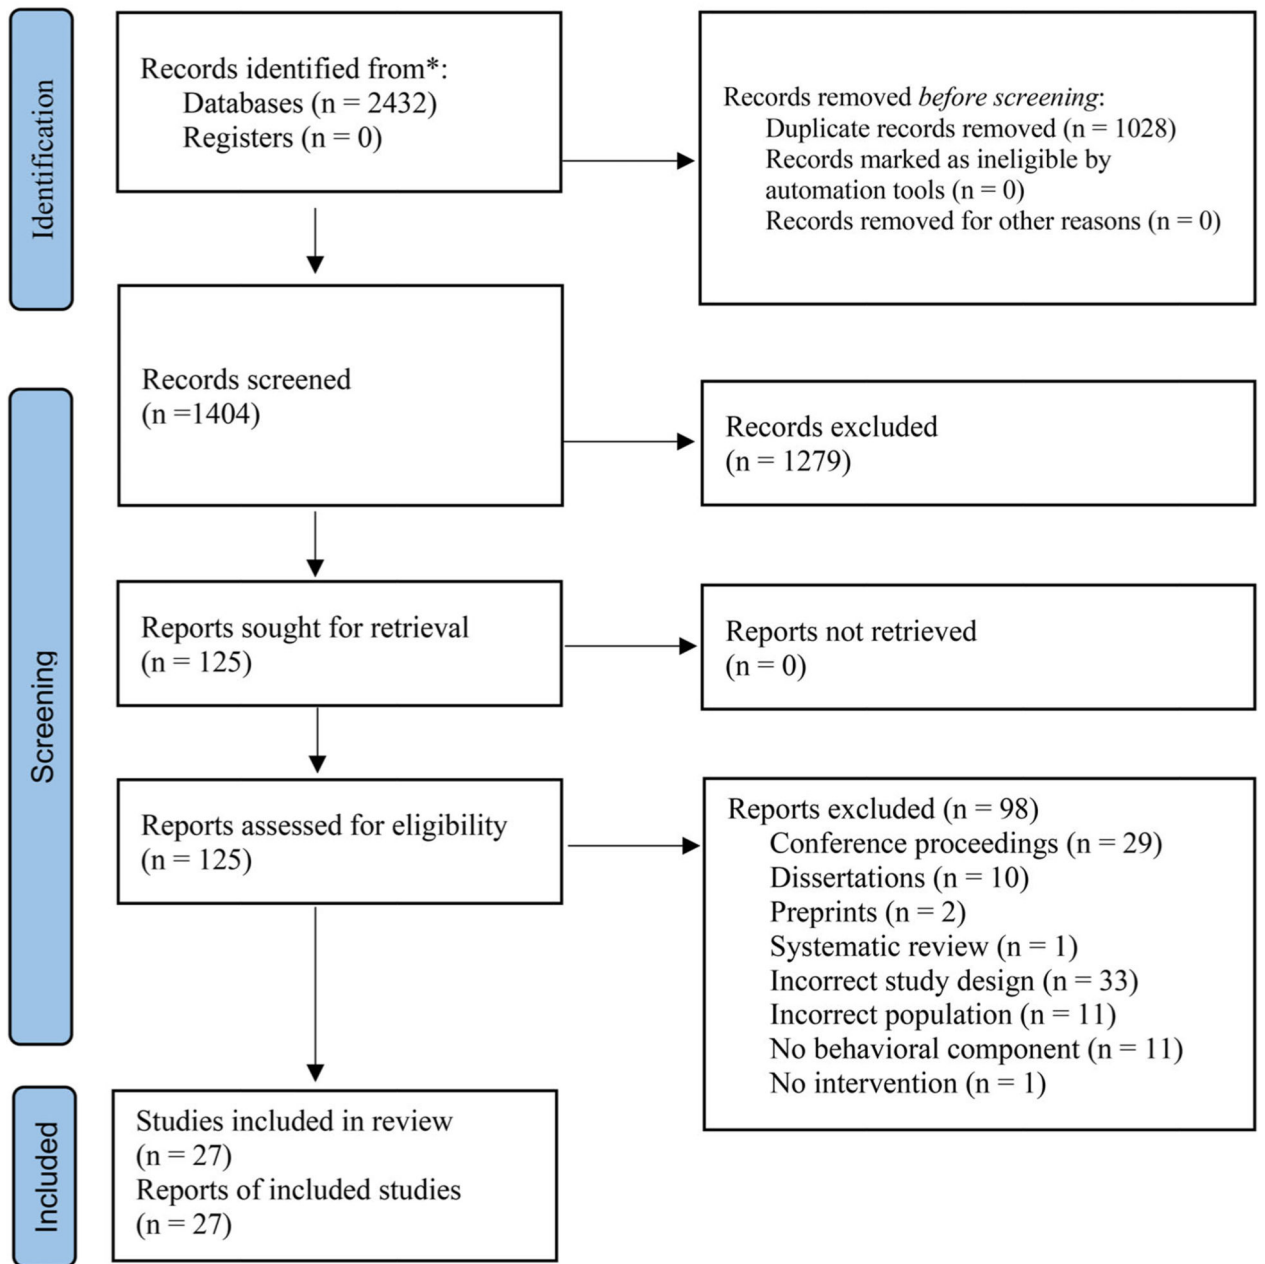 Identification
Records identified from*:
Databases (n = 2432)
Registers (n = 0)
Records removed before screening:
Duplicate records removed (n = 1028)
Records marked as ineligible by
automation tools (n = 0)
Records removed for other reasons (n = 0)
Screening
Records screened
(n =1404)
Records excluded
(n = 1279)
Reports sought for retrieval
(n = 125)
Reports not retrieved
(n = 0)
Reports assessed for eligibility
(n = 125)
Reports excluded (n = 98)
Conference proceedings (n = 29)
Dissertations (n = 10)
Preprints (n = 2)
Systematic review (n = 1)
Incorrect study design (n = 33)
Incorrect population (n = 11)
No behavioral component (n = 11)
No intervention (n = 1)
Included
Studies included in review
(n = 27)
Reports of included studies
(n = 27)